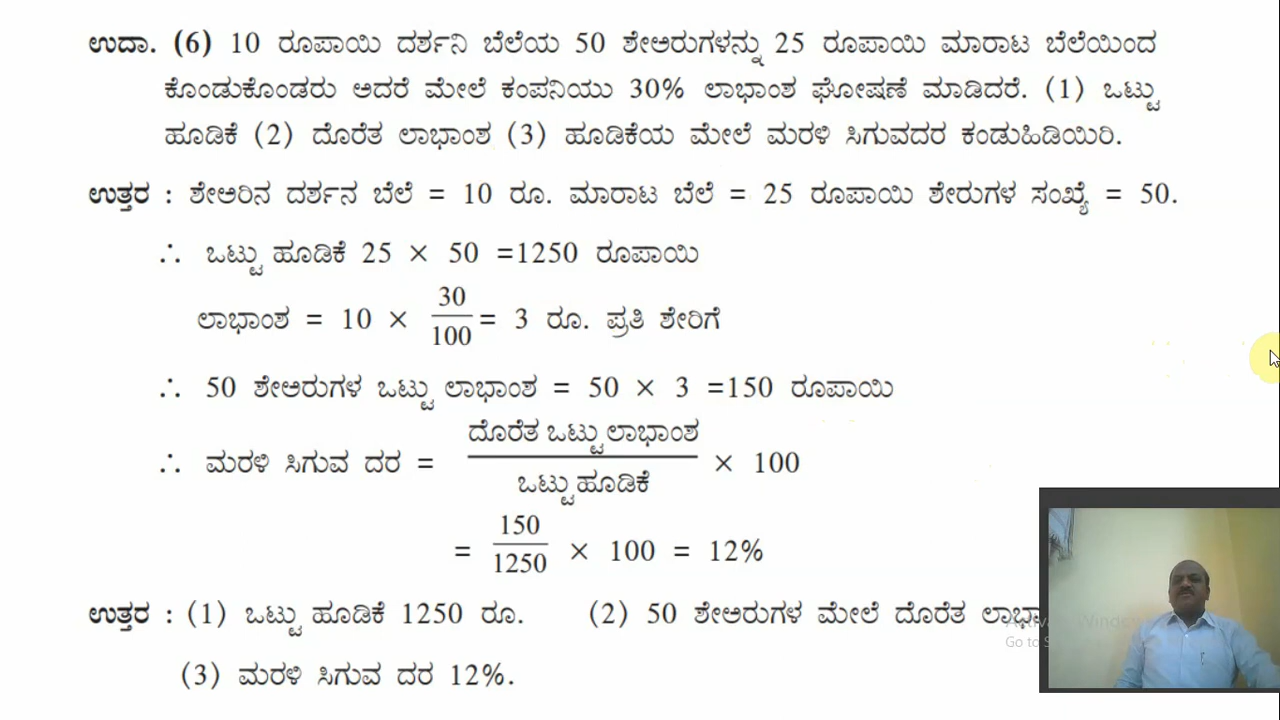 ಉದಾ. (6) 10 ರೂಪಾಯಿ ದರ್ಶನಿ ಬೆಲೆಯ 50 ಶೇಅರುಗಳನ್ನು 25 ರೂಪಾಯಿ ಮಾರಾಟ ಬೆಲೆಯಿಂದ
ಕೊಂಡುಕೊಂಡರು ಅದರೆ ಮೇಲೆ ಕಂಪನಿಯು 30% ಲಾಭಾಂಶ ಘೋಷಣೆ ಮಾಡಿದರೆ. (1) ಒಟ್ಟು
ಹೂಡಿಕೆ (2) ದೊರೆತ ಲಾಭಾಂಶ (3) ಹೂಡಿಕೆಯ ಮೇಲೆ ಮರಳಿ ಸಿಗುವದರ ಕಂಡುಹಿಡಿಯಿರಿ.
ಉತ್ತರ : ಶೇಅರಿನ ದರ್ಶನ ಬೆಲೆ = 10 ರೂ. ಮಾರಾಟ ಬೆಲೆ = 25 ರೂಪಾಯಿ ಶೇರುಗಳ ಸಂಖ್ಯೆ = 50.
∴ ಒಟ್ಟು ಹೂಡಿಕೆ 25 × 50 =1250 ರೂಪಾಯಿ
ಲಾಭಾಂಶ = 10 × 30/100 = 3 ರೂ. ಪ್ರತಿ ಶೇರಿಗೆ
∴ 50 ಶೇಅರುಗಳ ಒಟ್ಟು ಲಾಭಾಂಶ = 50 × 3 =150 ರೂಪಾಯಿ
∴ ಮರಳಿ ಸಿಗುವ ದರ = ದೊರೆತ ಒಟ್ಟು ಲಾಭಾಂಶ/ಒಟ್ಟು ಹೂಡಿಕೆ × 100
= 150/1250 × 100 = 12%
ಉತ್ತರ : (1) ಒಟ್ಟು ಹೂಡಿಕೆ 1250 ರೂ. (2) 50 ಶೇಅರುಗಳ ಮೇಲೆ ದೊರೆತ
Go to
(3) ಮರಳಿ ಸಿಗುವ ದರ 12%.